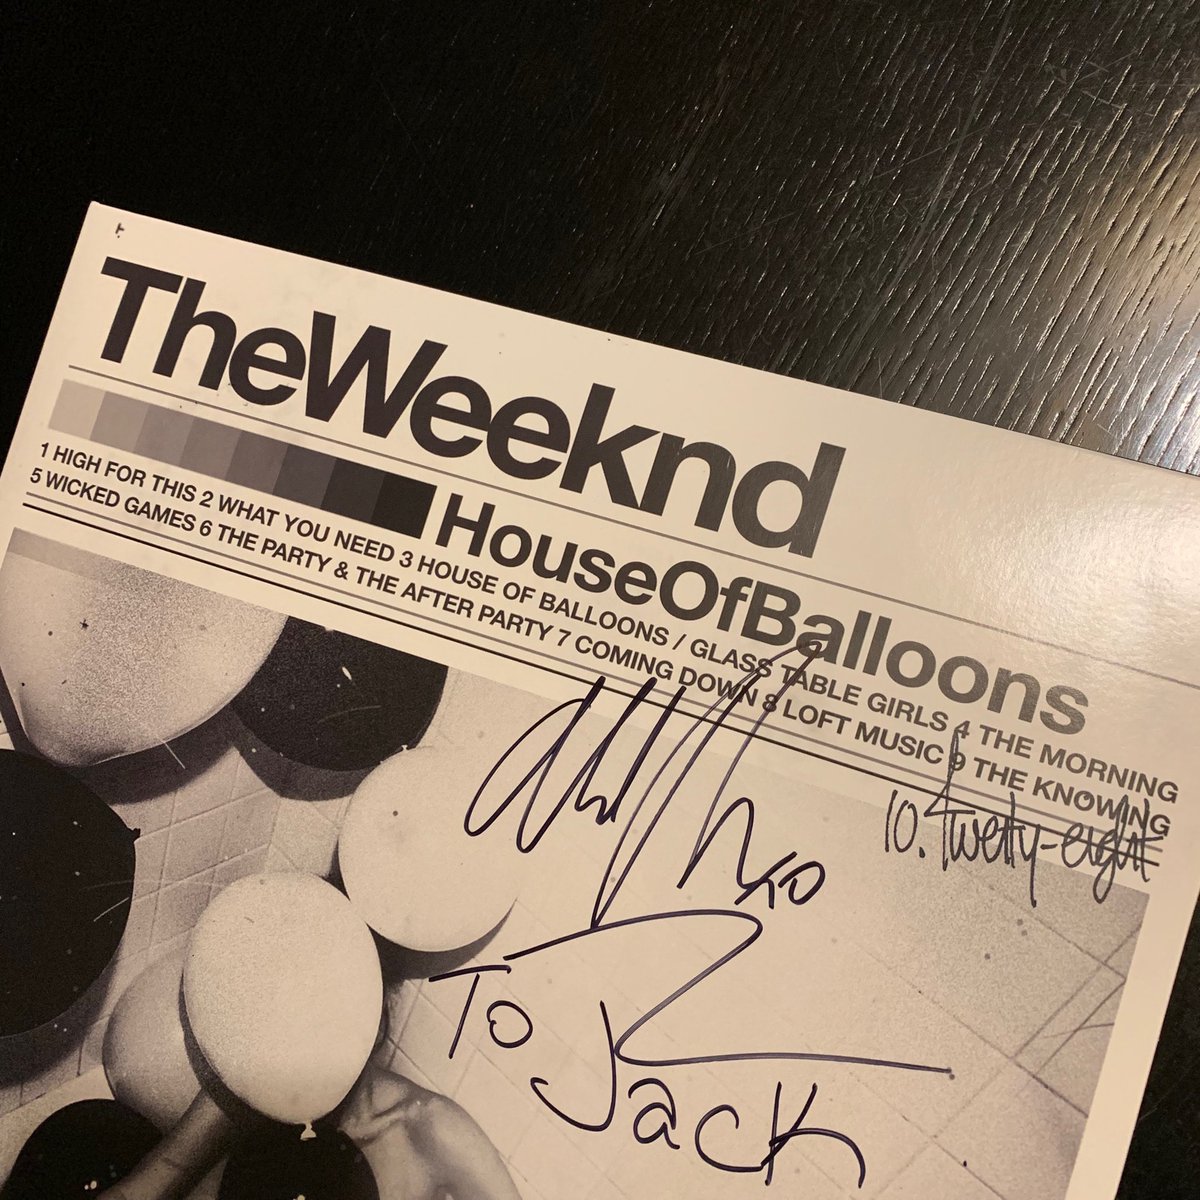 TheWeeknd
HouseOfBalloons
1 HIGH FOR THIS 2 WHAT YOU NEED 3 HOUSE OF BALLOONS / GLASS TABLE GIRLS 4 THE MORNING
5 WICKED GAMES 6 THE PARTY & THE AFTER PARTY 7 COMING DOWN 8 LOFT MUSIC 9 THE KNOWING
10. twenty-eight
XO
To Jack